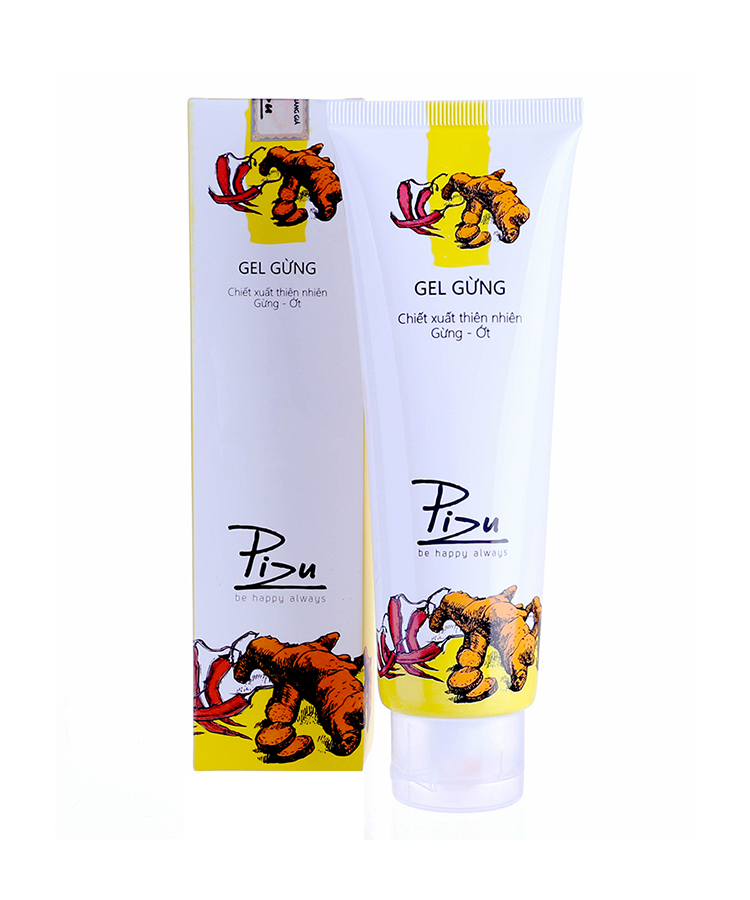 GEL GỪNG
Chiết xuất thiên nhiên
Gừng - Ớt
Pizu
be happy always
GEL GỪNG
Chiết xuất thiên nhiên
Gừng - Ớt
Pizu
be happy always